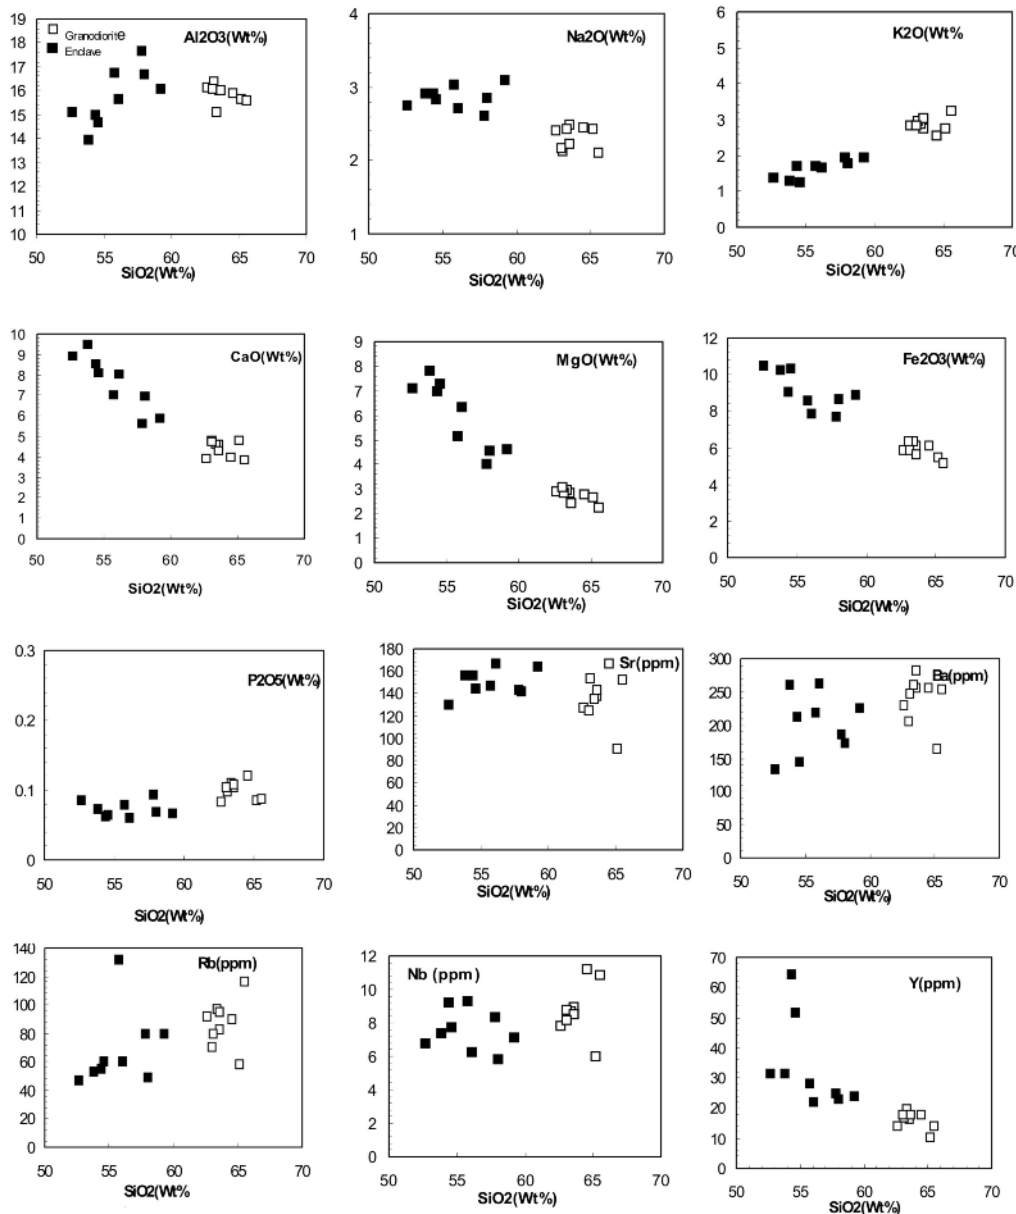 19
18
17
16
15
14
13
12
11
10
Granodiorite
Enclave
Al2O3(Wt%)
50 55 60 65 70
SiO2(Wt%)
4
3
2
1
Na2O(Wt%)
50 55 60 65 70
SiO2(Wt%)
6
5
4
3
2
1
0
K2O(Wt%
50 55 60 65 70
SiO2(Wt%)
10
9
8
7
6
5
4
3
2
1
0
CaO(Wt%)
50 55 60 65 70
SiO2(Wt%)
9
8
7
6
5
4
3
2
1
0
MgO(Wt%)
50 55 60 65 70
SiO2(Wt%)
12
10
8
6
4
2
0
Fe2O3(Wt%)
50 55 60 65 70
SiO2(Wt%)
0.3
0.2
0.1
0
P2O5(Wt%)
50 55 60 65 70
SiO2(Wt%)
180
160
140
120
100
80
60
40
20
0
Sr(ppm)
50 55 60 65 70
SiO2(Wt%)
300
250
200
150
100
50
0
Ba(ppm)
50 55 60 65 70
SiO2(Wt%)
140
120
100
80
60
40
20
0
Rb(ppm)
50 55 60 65 70
SiO2(Wt%
12
10
8
6
4
2
0
Nb (ppm)
50 55 60 65 70
SiO2(Wt%)
70
60
50
40
30
20
10
0
Y(ppm)
50 55 60 65 70
SiO2(Wt%)